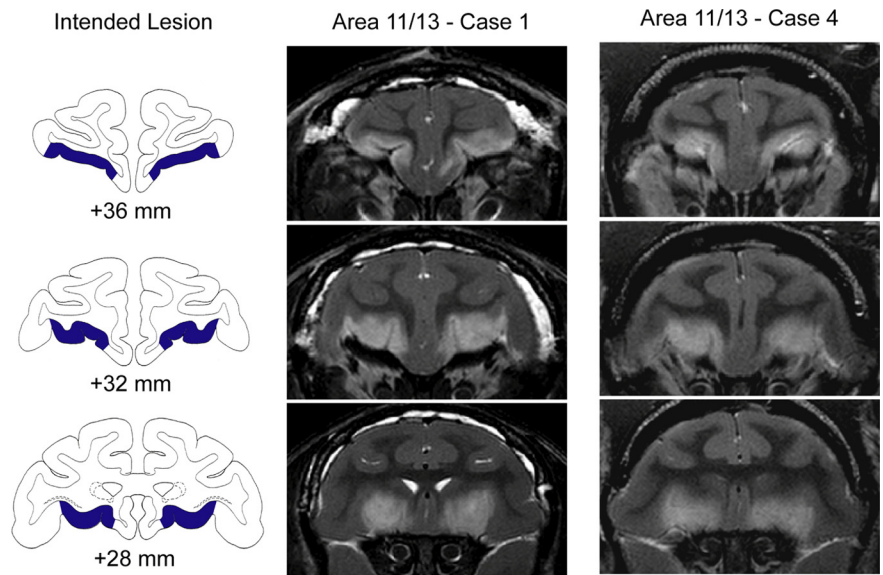 Intended Lesion
Area 11/13 - Case 1
Area 11/13 - Case 4
+36 mm
+32 mm
+28 mm